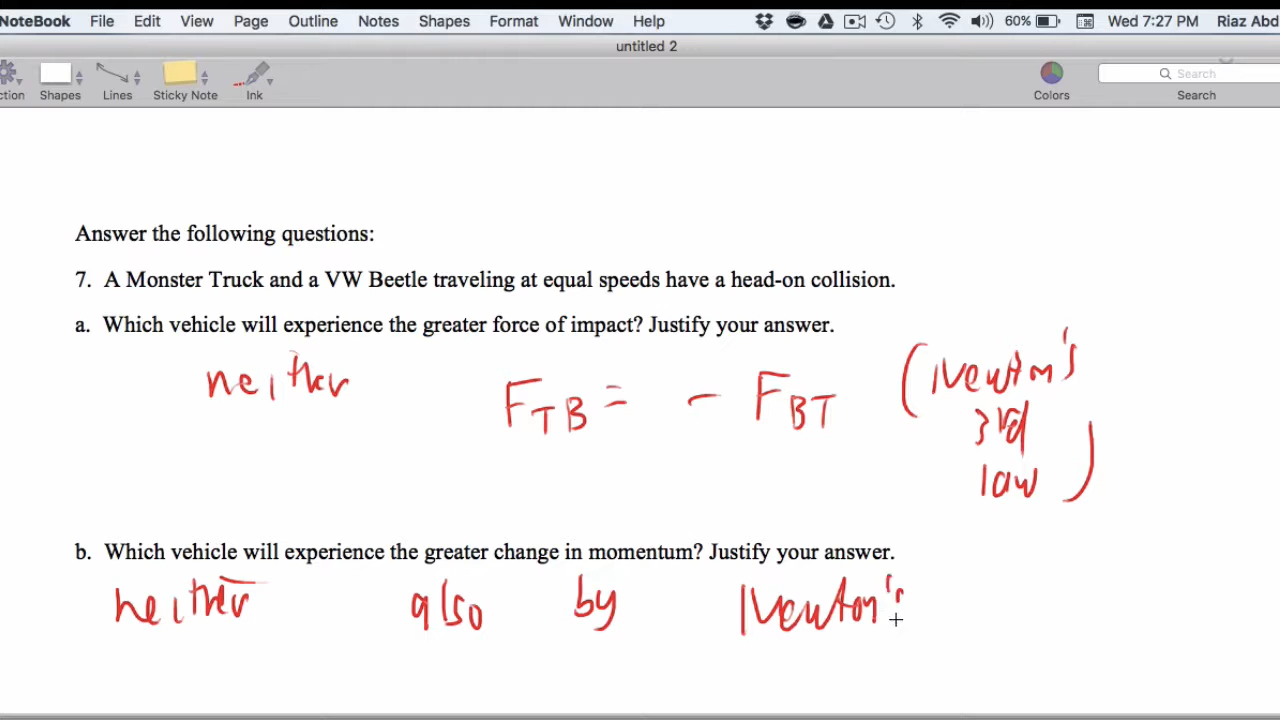 NoteBook File Edit View Page Outline Notes Shapes Format Window Help 60% Wed 7:27 PM Riaz Abd
untitled 2
ction Shapes Lines Sticky Note Ink Colors Search
Search
Answer the following questions:
7. A Monster Truck and a VW Beetle traveling at equal speeds have a head-on collision.
a. Which vehicle will experience the greater force of impact? Justify your answer.
neither F_TB = - F_BT (Newton's
3rd
law)
b. Which vehicle will experience the greater change in momentum? Justify your answer.
neither also by Newton's